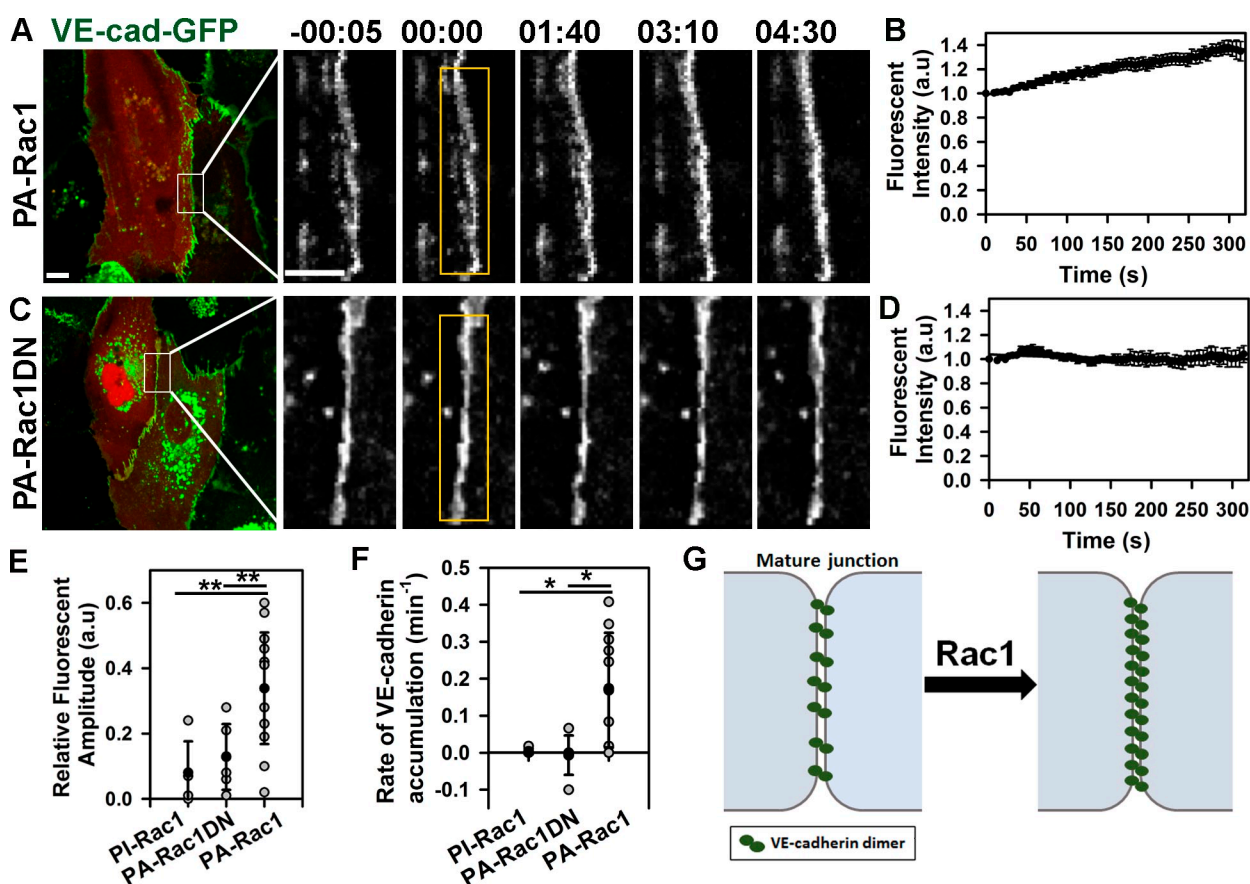 A VE-cad-GFP -00:05 00:00 01:40 03:10 04:30
PA-Rac1
B
Fluorescent
Intensity (a.u)
1.4
1.2
1.0
0.8
0.6
0.4
0.2
0.0
0 50 100 150 200 250 300
Time (s)
C
PA-Rac1DN
D
Fluorescent
Intensity (a.u)
1.4
1.2
1.0
0.8
0.6
0.4
0.2
0.0
0 50 100 150 200 250 300
Time (s)
E
Relative Fluorescent
Amplitude (a.u)
0.6
0.4
0.2
0.0
** **
PI-Rac1
PA-Rac1DN
PA-Rac1
F
Rate of VE-cadherin
accumulation (min-1)
0.5
0.4
0.3
0.2
0.1
0.0
-0.1
* *
PI-Rac1
PA-Rac1DN
PA-Rac1
G
Mature junction
Rac1
VE-cadherin dimer